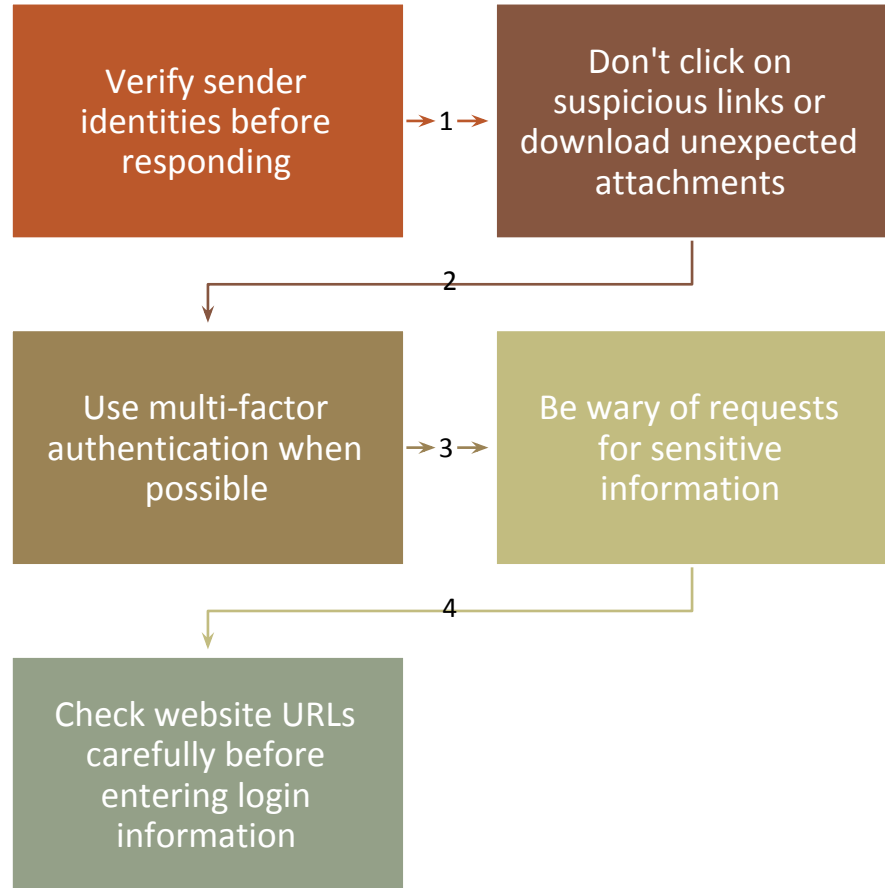 Verify sender
identities before
responding
1
Don't click on
suspicious links or
download unexpected
attachments
2
Use multi-factor
authentication when
possible
3
Be wary of requests
for sensitive
information
4
Check website URLs
carefully before
entering login
information